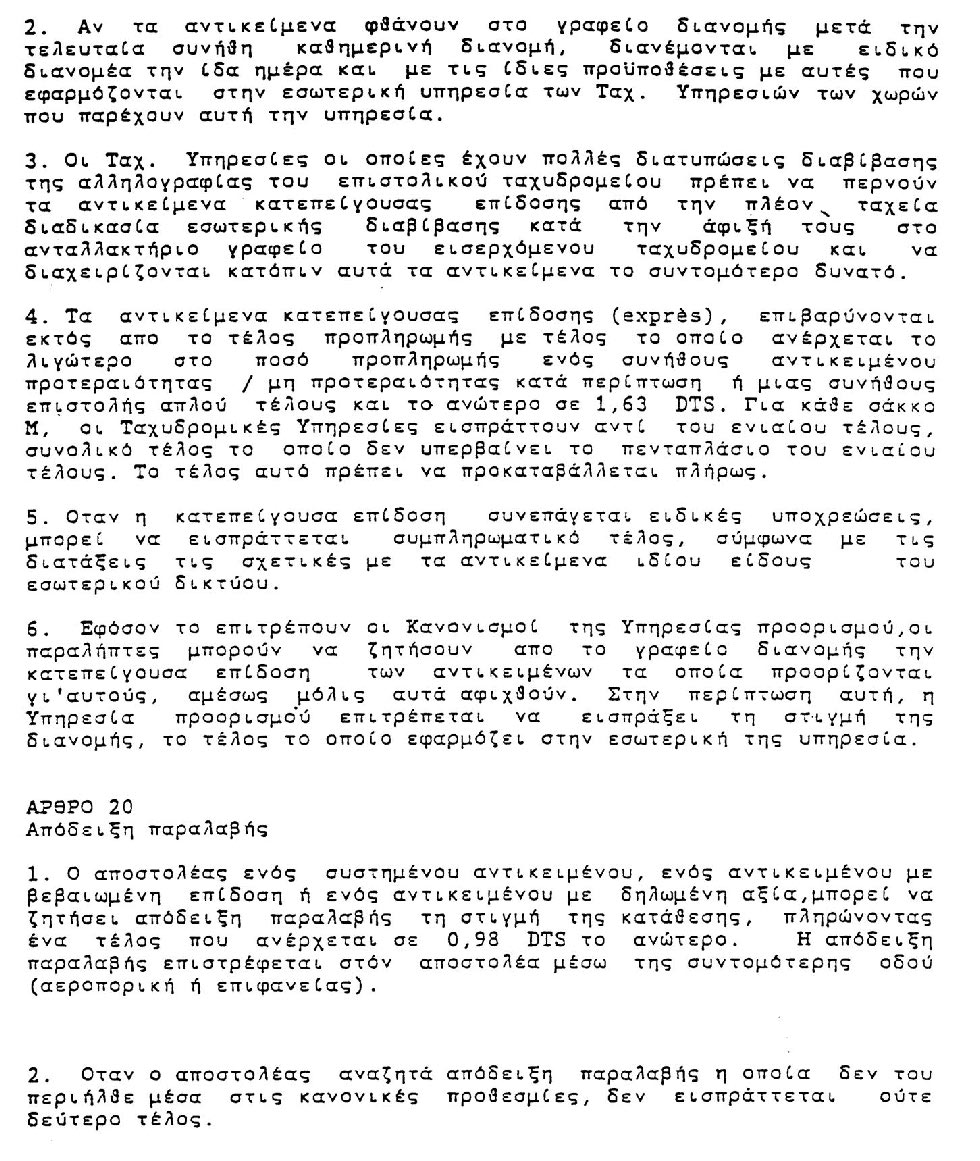 2. Αν τα αντικείμενα φθάνουν στο γραφείο διανομής μετά την
τελευταία συνήθη καθημερινή διανομή, διανέμονται με ειδικό
διανομέα την ίδα ημέρα και με τις ίδιες προϋποθέσεις με αυτές που
εφαρμόζονται στην εσωτερική υπηρεσία των Ταχ. Υπηρεσιών των χωρών
που παρέχουν αυτή την υπηρεσία.
3. Οι Ταχ. Υπηρεσίες οι οποίες έχουν πολλές διατυπώσεις διαβίβασης
της αλληλογραφίας του επιστολικού ταχυδρομείου πρέπει να περνούν
τα αντικείμενα κατεπείγουσας επίδοσης από την πλέον ταχεία
διαδικασία εσωτερικής διαβίβασης κατά την άφιξή τους στο
ανταλλακτήριο γραφείο του εισερχόμενου ταχυδρομείου και να
διαχειρίζονται κατόπιν αυτά τα αντικείμενα το συντομότερο δυνατό.
4. Τα αντικείμενα κατεπείγουσας επίδοσης (exprès), επιβαρύνονται
εκτός απο το τέλος προπληρωμής με τέλος το οποίο ανέρχεται το
λιγώτερο στο ποσό προπληρωμής ενός συνήθους αντικειμένου
προτεραιότητας / μη προτεραιότητας κατά περίπτωση ή μιας συνήθους
επιστολής απλού τέλους και το ανώτερο σε 1,63 DTS. Για κάθε σάκκο
Μ, οι Ταχυδρομικές Υπηρεσίες εισπράττουν αντί του ενιαίου τέλους,
συνολικό τέλος το οποίο δεν υπερβαίνει το πενταπλάσιο του ενιαίου
τέλους. Το τέλος αυτό πρέπει να προκαταβάλλεται πλήρως.
5. Οταν η κατεπείγουσα επίδοση συνεπάγεται ειδικές υποχρεώσεις,
μπορεί να εισπράττεται συμπληρωματικό τέλος, σύμφωνα με τις
διατάξεις τις σχετικές με τα αντικείμενα ιδίου είδους του
εσωτερικού δικτύου.
6. Εφόσον το επιτρέπουν οι Κανονισμοί της Υπηρεσίας προορισμού,οι
παραλήπτες μπορούν να ζητήσουν απο το γραφείο διανομής την
κατεπείγουσα επίδοση των αντικειμένων τα οποία προορίζονται
γι'αυτούς, αμέσως μόλις αυτά αφιχθούν. Στην περίπτωση αυτή, η
Υπηρεσία προορισμού επιτρέπεται να εισπράξει τη στιγμή της
διανομής, το τέλος το οποίο εφαρμόζει στην εσωτερική της υπηρεσία.
ΑΡΘΡΟ 20
Απόδειξη παραλαβής
1. Ο αποστολέας ενός συστημένου αντικειμένου, ενός αντικειμένου με
βεβαιωμένη επίδοση ή ενός αντικειμένου με δηλωμένη αξία,μπορεί να
ζητήσει απόδειξη παραλαβής τη στιγμή της κατάθεσης, πληρώνοντας
ένα τέλος που ανέρχεται σε 0,98 DTS το ανώτερο. Η απόδειξη
παραλαβής επιστρέφεται στόν αποστολέα μέσω της συντομότερης οδού
(αεροπορική ή επιφανείας).
2. Οταν ο αποστολέας αναζητά απόδειξη παραλαβής η οποία δεν του
περιήλθε μέσα στις κανονικές προθεσμίες, δεν εισπράττεται ούτε
δεύτερο τέλος.